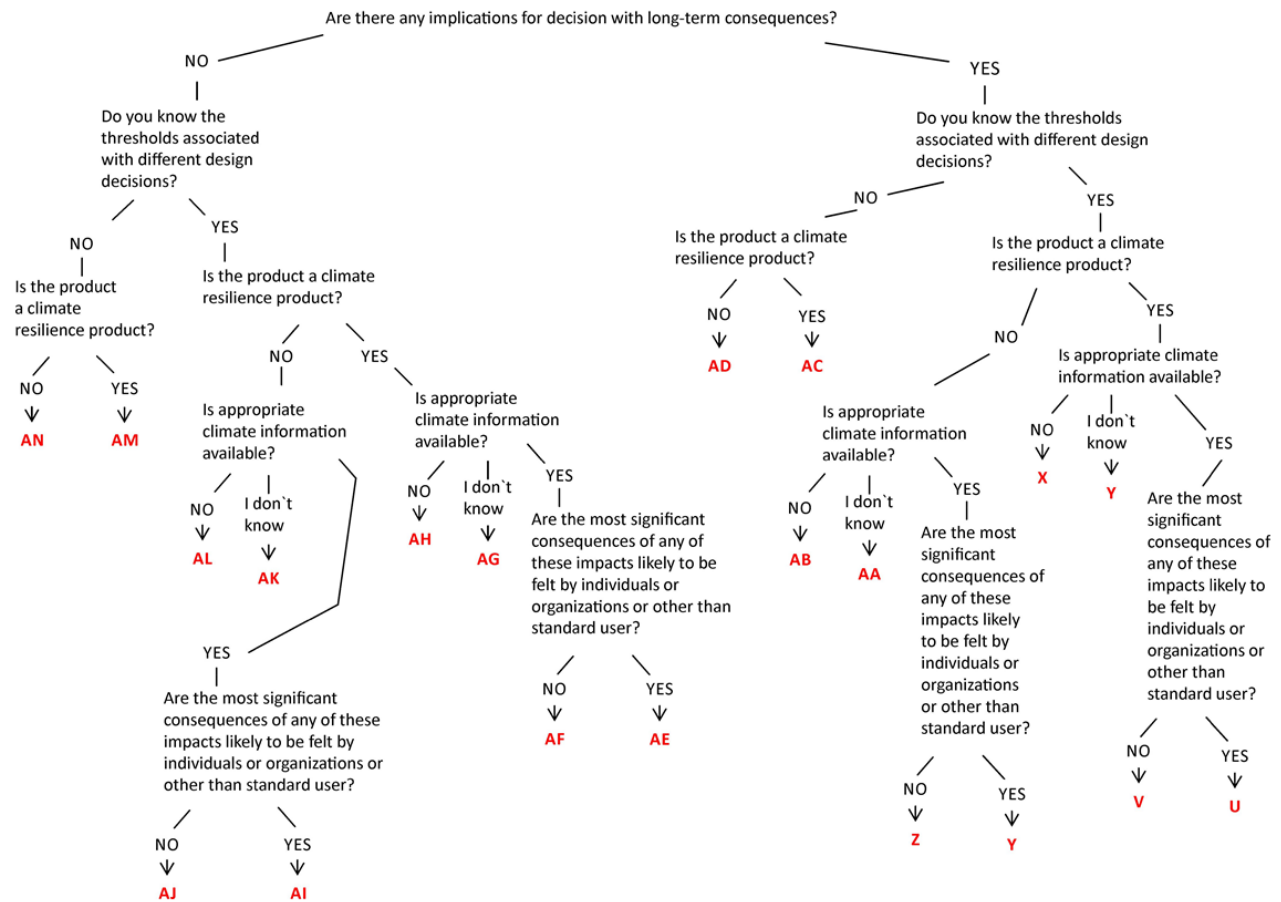 Are there any implications for decision with long-term consequences?
NO
YES
Do you know the
thresholds associated
with different design
decisions?
Do you know the thresholds
associated with different design
decisions?
NO
YES
NO
YES
Is the product
a climate
resilience product?
Is the product a climate
resilience product?
Is the product a climate
resilience product?
Is the product a climate
resilience product?
NO
YES
AN
AM
NO
YES
NO
YES
AD
AC
NO
YES
Is appropriate
climate information
available?
Is appropriate
climate information
available?
Is appropriate
climate information
available?
Is appropriate climate
information available?
NO
I don`t
know
AL
AK
NO
I don`t
know
YES
AH
AG
NO
I don`t
know
YES
AB
AA
NO
I don`t
know
YES
X
Y
Are the most significant
consequences of any of
these impacts likely to be
felt by individuals or
organizations or other than
standard user?
Are the most
significant
consequences of
any of these
impacts likely
to be felt by
individuals or
organizations
or other than
standard user?
Are the most
significant
consequences of
any of these
impacts likely to
be felt by
individuals or
organizations or
other than
standard user?
YES
Are the most significant
consequences of any of these
impacts likely to be felt by
individuals or organizations or
other than standard user?
NO
YES
AF
AE
NO
YES
Z
Y
NO
YES
V
U
NO
YES
AJ
AI